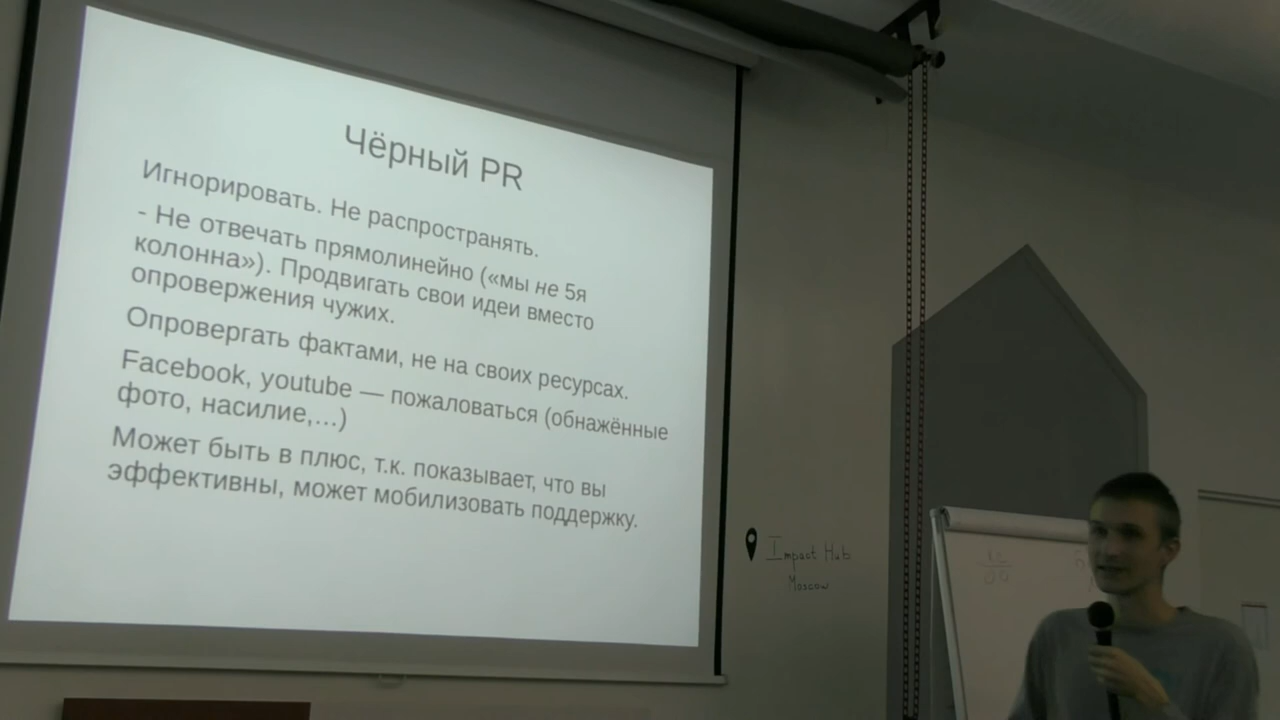 Чёрный PR
Игнорировать. Не распространять.
- Не отвечать прямолинейно («мы не 5я
колонна»). Продвигать свои идеи вместо
опровержения чужих.
Опровергать фактами, не на своих ресурсах.
Facebook, youtube — пожаловаться (обнажённые
фото, насилие,...)
Может быть в плюс, т.к. показывает, что вы
эффективны, может мобилизовать поддержку.
Impact Hub
Moscow